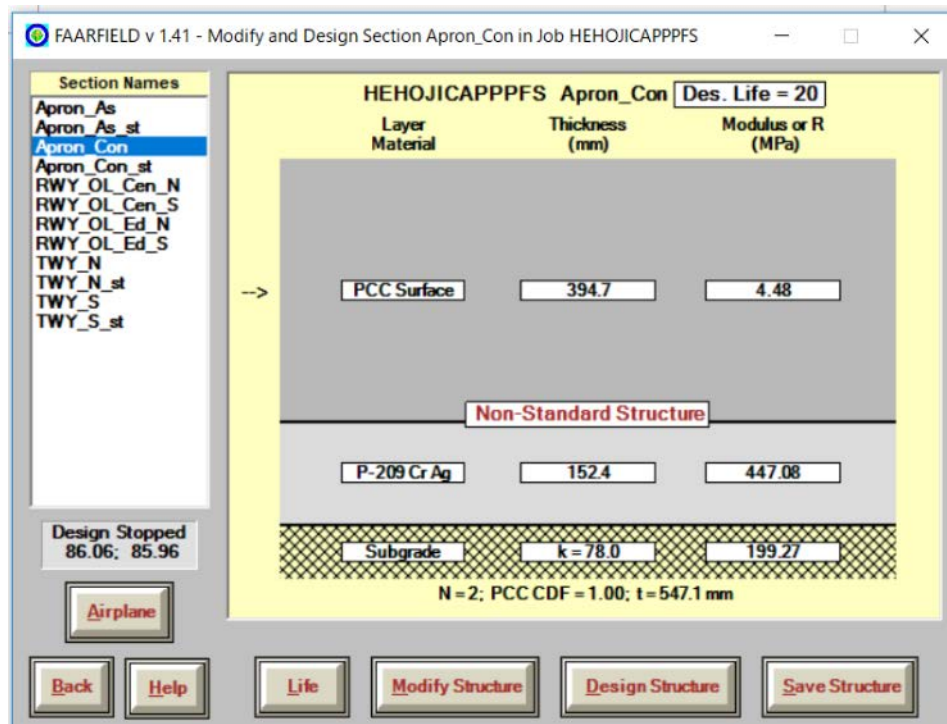 FAARFIELD v 1.41 - Modify and Design Section Apron_Con in Job HEHOJICAPPPFS
Section Names
Apron_As
Apron_As_st
Apron_Con
Apron_Con_st
RWY_OL_Cen_N
RWY_OL_Cen_S
RWY_OL_Ed_N
RWY_OL_Ed_S
TWY_N
TWY_N_st
TWY_S
TWY_S_st
Design Stopped
86.06; 85.96
Airplane
Back Help
HEHOJICAPPPFS Apron_Con Des. Life = 20
Layer Material Thickness (mm) Modulus or R (MPa)
--> PCC Surface 394.7 4.48
Non-Standard Structure
P-209 Cr Ag 152.4 447.08
Subgrade k = 78.0 199.27
N = 2; PCC CDF = 1.00; t = 547.1 mm
Life Modify Structure Design Structure Save Structure